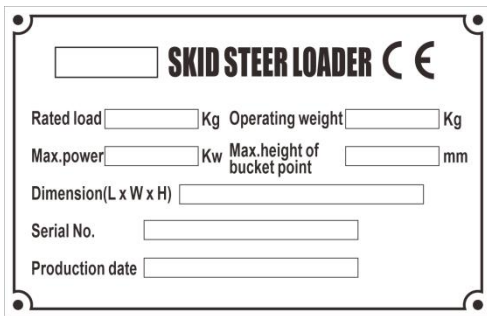 SKID STEER LOADER CE
Rated load Kg Operating weight Kg
Max.power Kw Max.height of bucket point mm
Dimension(L x W x H)
Serial No.
Production date